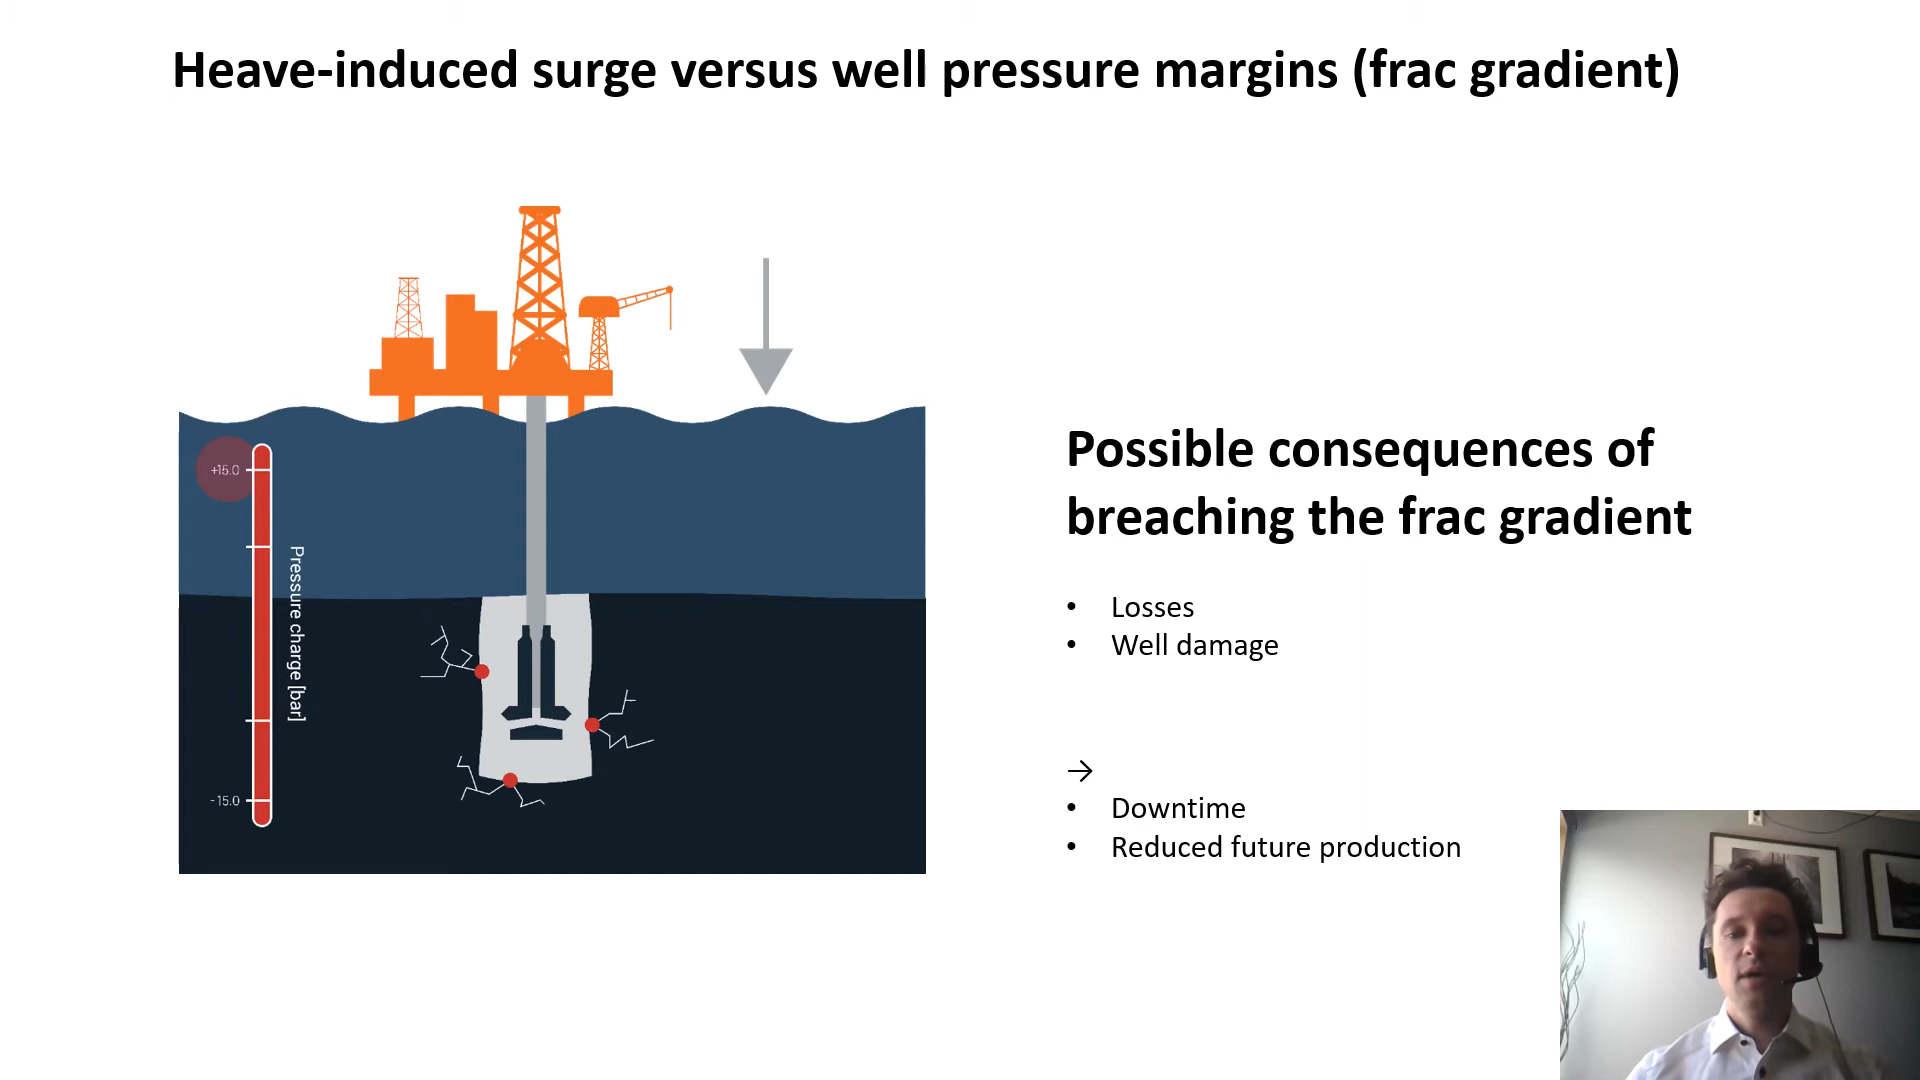 Heave-induced surge versus well pressure margins (frac gradient)
+15.0
Pressure charge [bar]
-15.0
Possible consequences of
breaching the frac gradient
• Losses
• Well damage
→
• Downtime
• Reduced future production